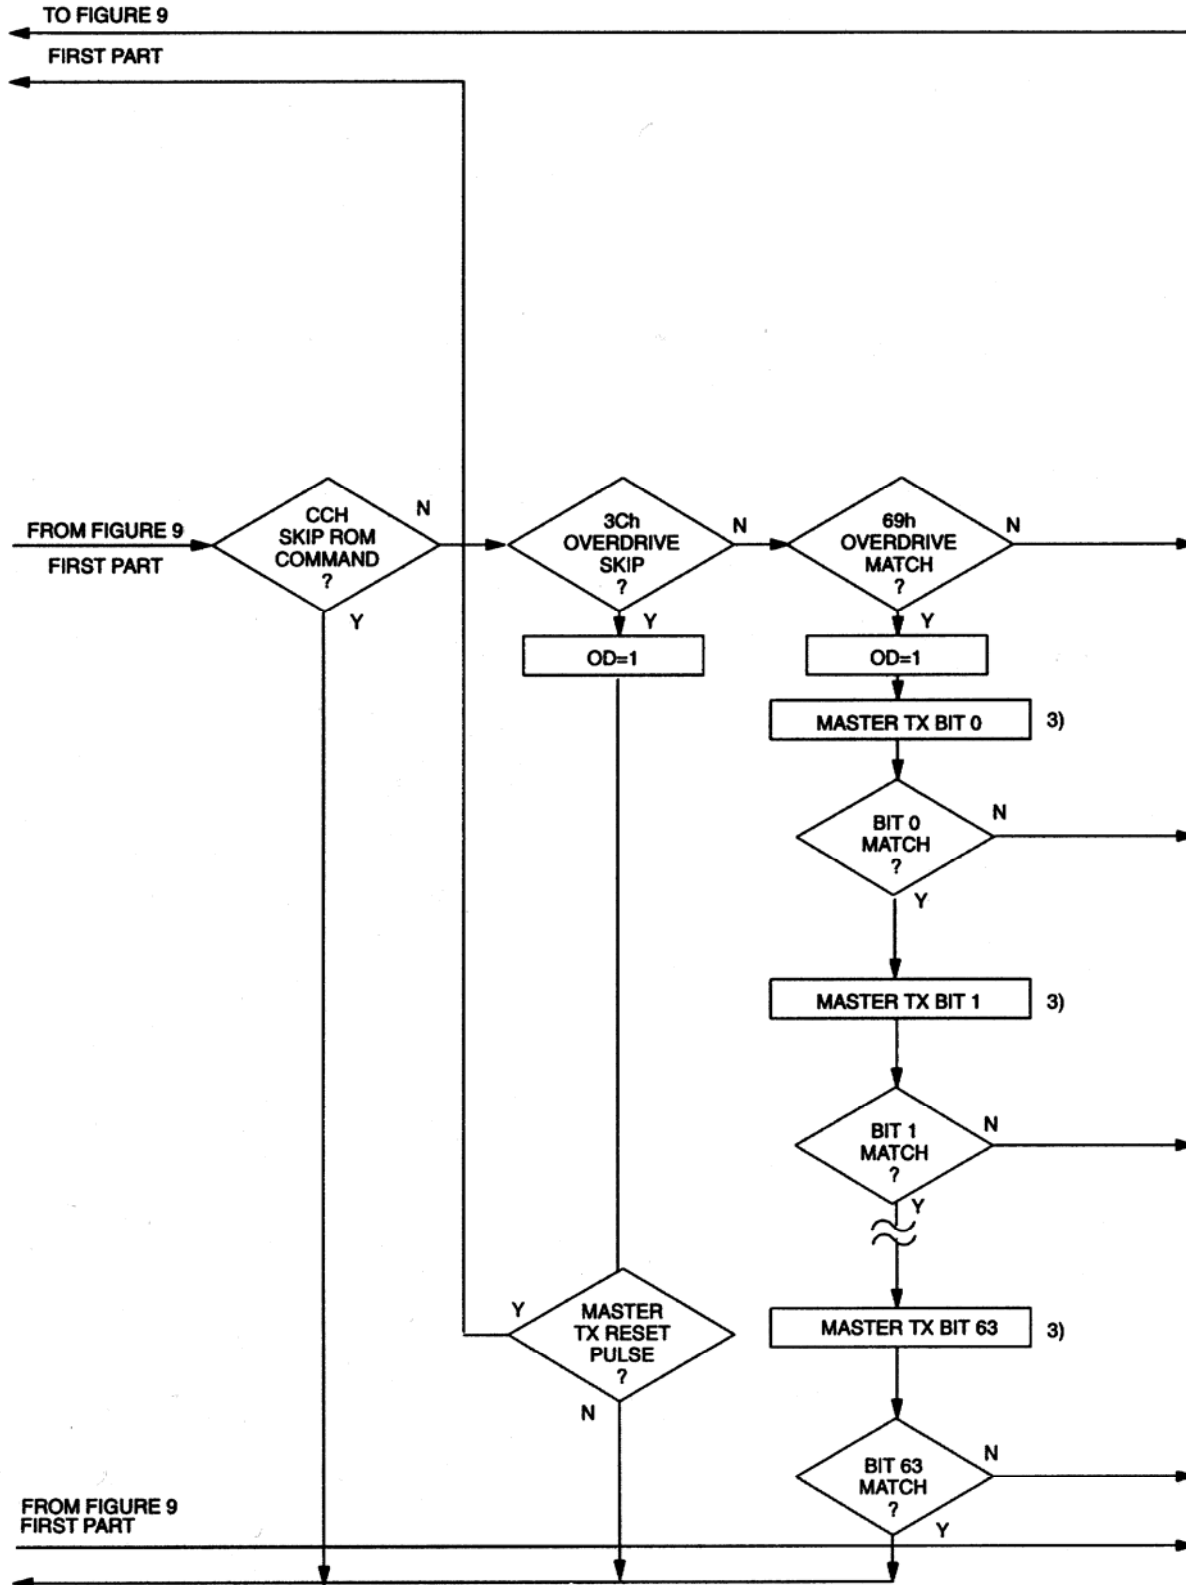 TO FIGURE 9
FIRST PART
FROM FIGURE 9
FIRST PART
CCH
SKIP ROM
COMMAND
?
N
Y
3Ch
OVERDRIVE
SKIP
?
N
Y
OD=1
69h
OVERDRIVE
MATCH
?
N
Y
OD=1
MASTER TX BIT 0
3)
BIT 0
MATCH
?
N
Y
MASTER TX BIT 1
3)
BIT 1
MATCH
?
N
Y
MASTER
TX RESET
PULSE
?
Y
N
MASTER TX BIT 63
3)
BIT 63
MATCH
?
N
Y
FROM FIGURE 9
FIRST PART